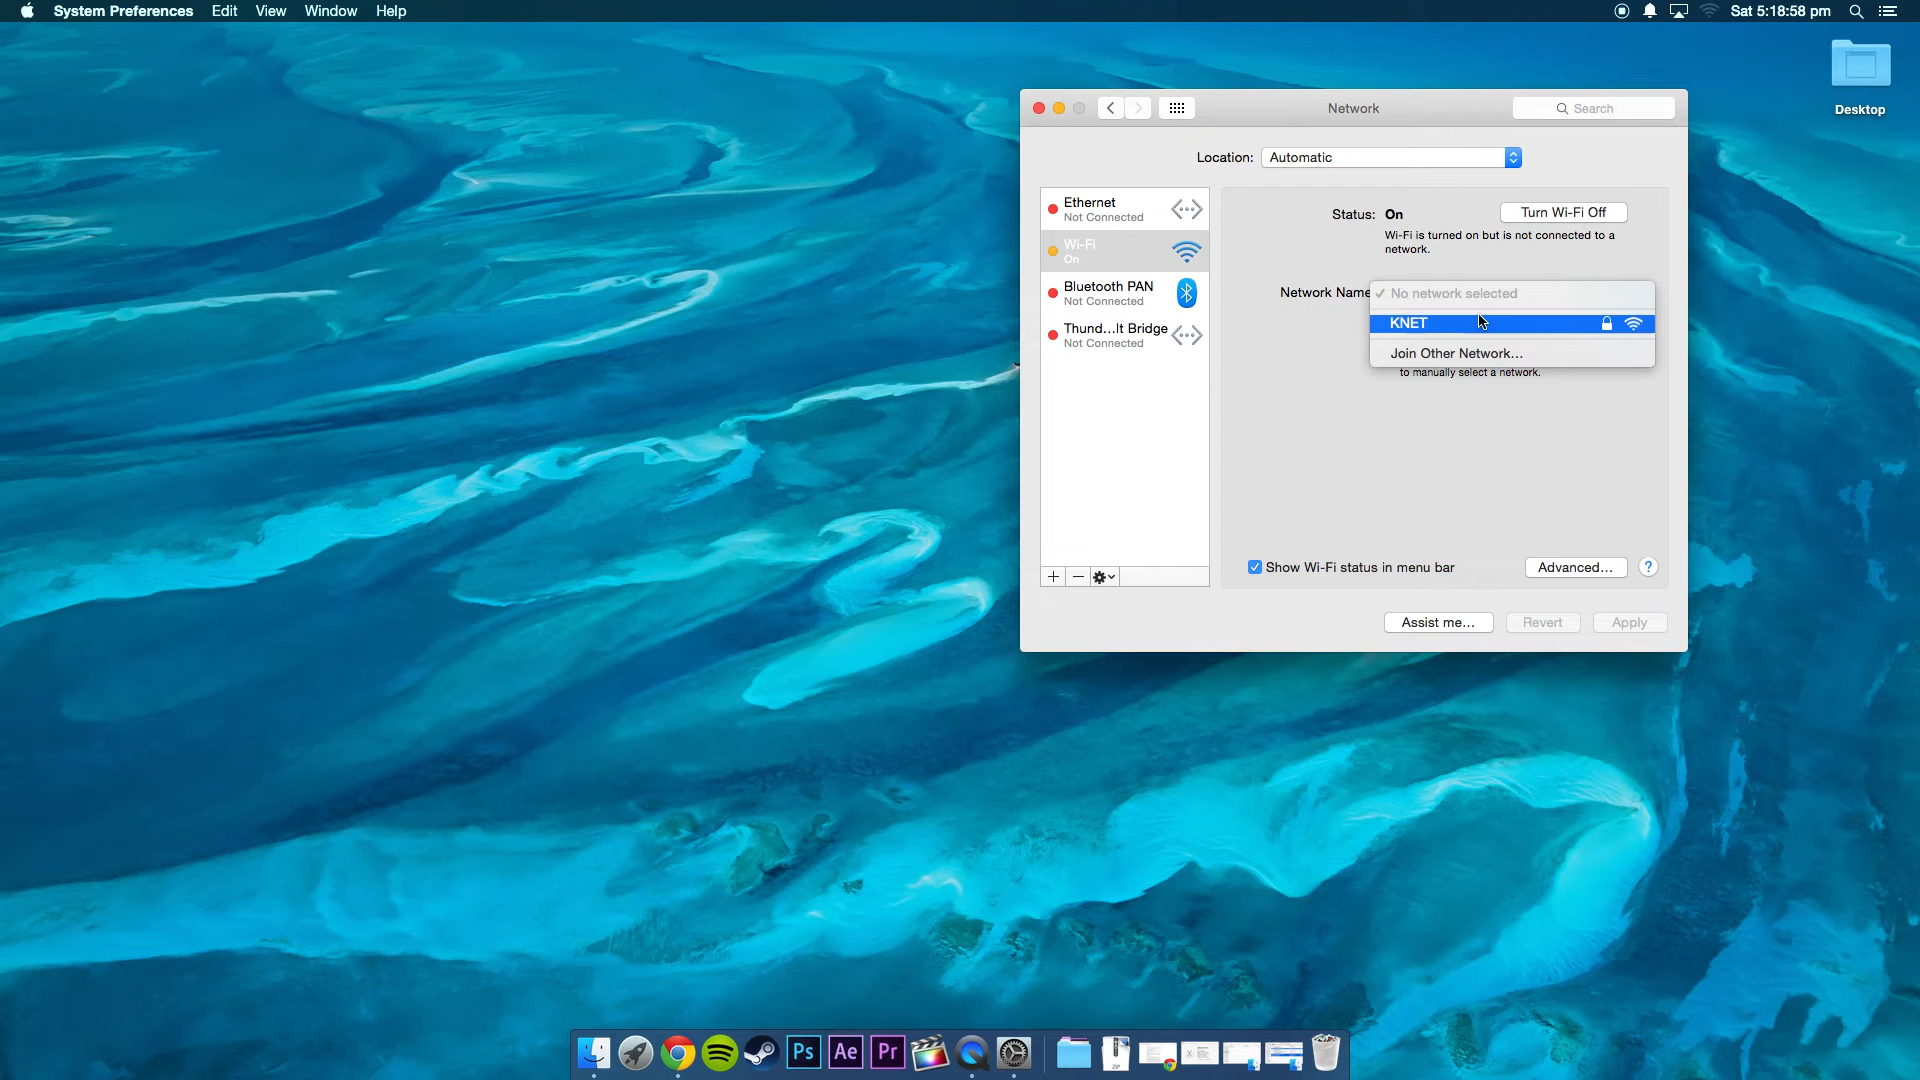 System Preferences Edit View Window Help
Sat 5:18:58 pm
Desktop
Network
Search
Location: Automatic
Ethernet
Not Connected
Wi-Fi
On
Bluetooth PAN
Not Connected
Thund...lt Bridge
Not Connected
Status: On
Turn Wi-Fi Off
Wi-Fi is turned on but is not connected to a
network.
Network Name
✓ No network selected
KNET
Join Other Network...
to manually select a network.
Show Wi-Fi status in menu bar
Advanced...
?
Assist me...
Revert
Apply
Ps
Ae
Pr
ZIP